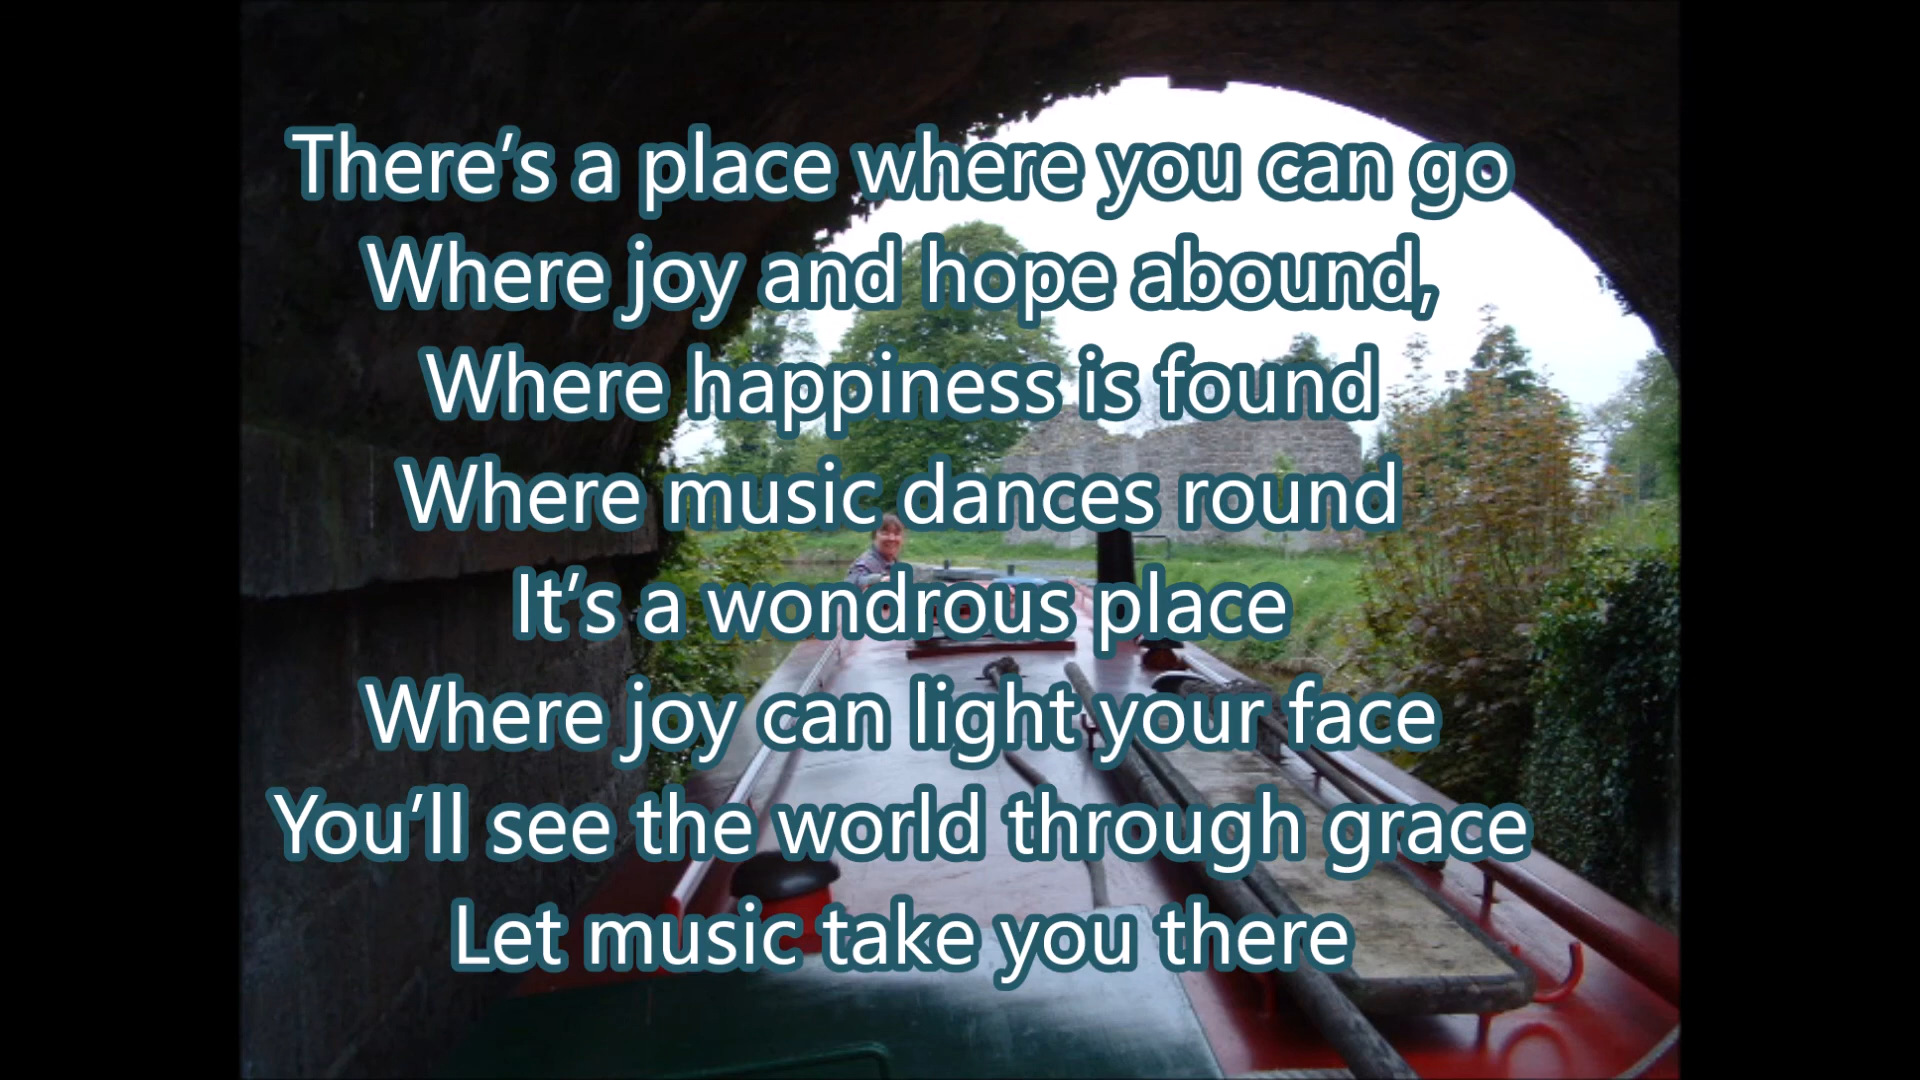 There’s a place where you can go
Where joy and hope abound,
Where happiness is found
Where music dances round
It’s a wondrous place
Where joy can light your face
You’ll see the world through grace
Let music take you there